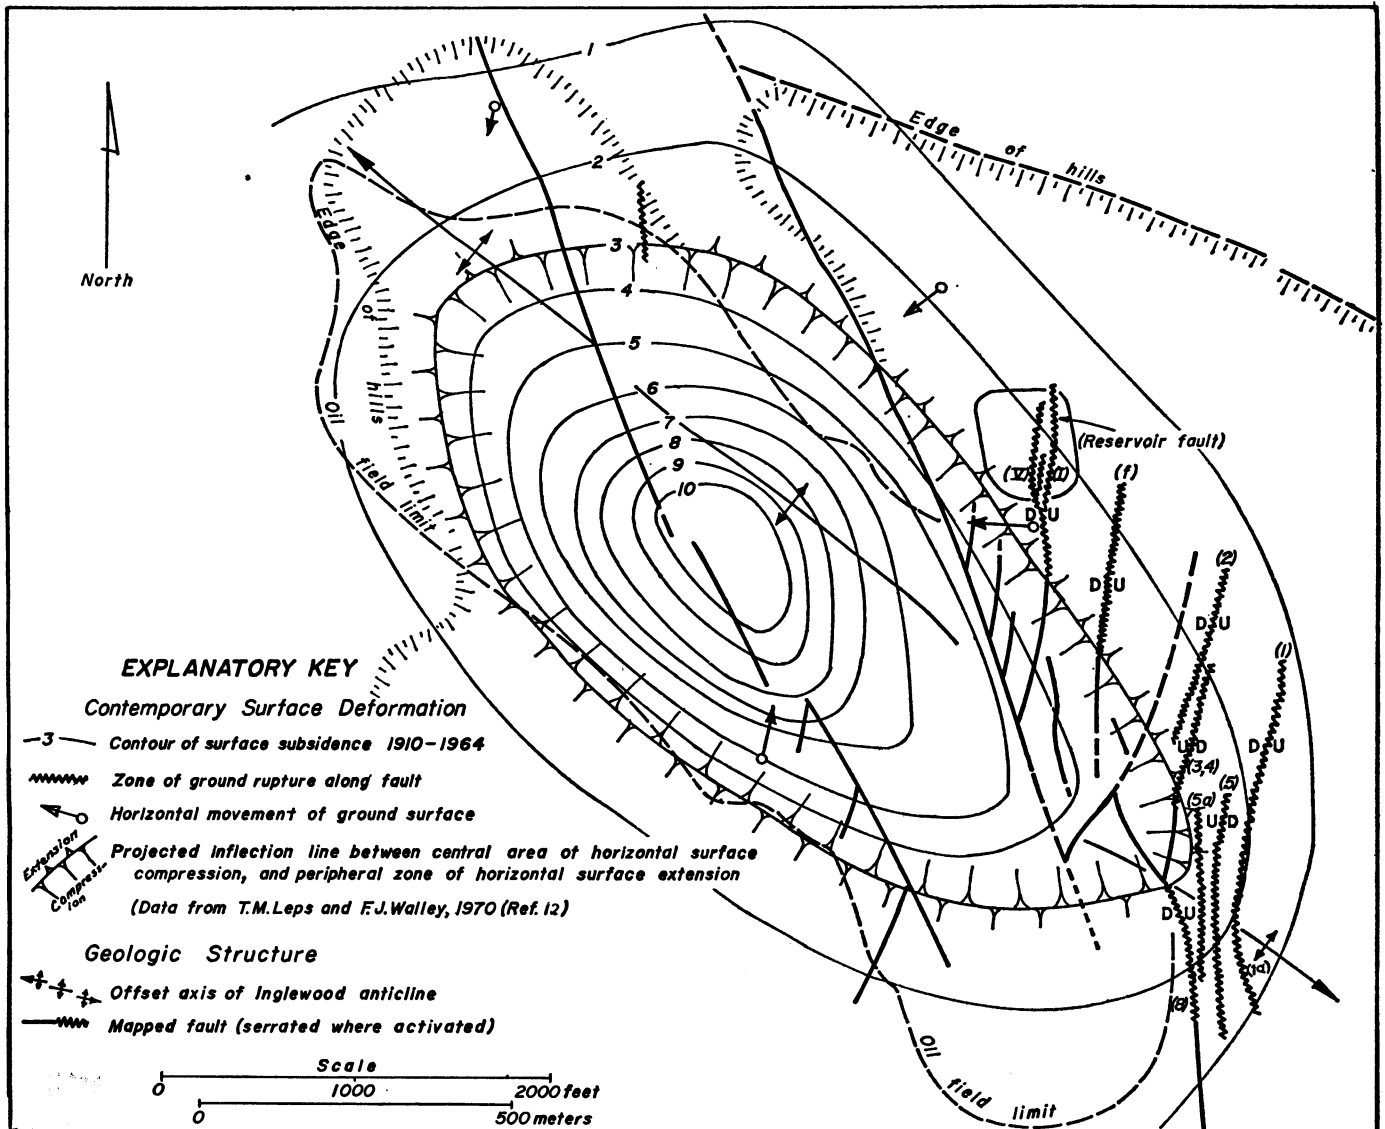 1
Edge
of
hills
2
North
Edge
of
hills
3
4
5
6
7
8
9
10
Oil
field
limit
(Reservoir fault)
(V)
(I)
(f)
D U
D U
(2)
D U
(1)
D U
U D
(3,4)
(5a)
(5)
U D
D U
(1a)
(8)
Oil
field
limit
EXPLANATORY KEY
Contemporary Surface Deformation
3 Contour of surface subsidence 1910-1964
Zone of ground rupture along fault
Horizontal movement of ground surface
Extension
Compress-
ion
Projected inflection line between central area of horizontal surface
compression, and peripheral zone of horizontal surface extension
(Data from T.M. Leps and F.J. Walley, 1970 (Ref. 12)
Geologic Structure
Offset axis of Inglewood anticline
Mapped fault (serrated where activated)
Scale
0 1000 2000 feet
0 500 meters